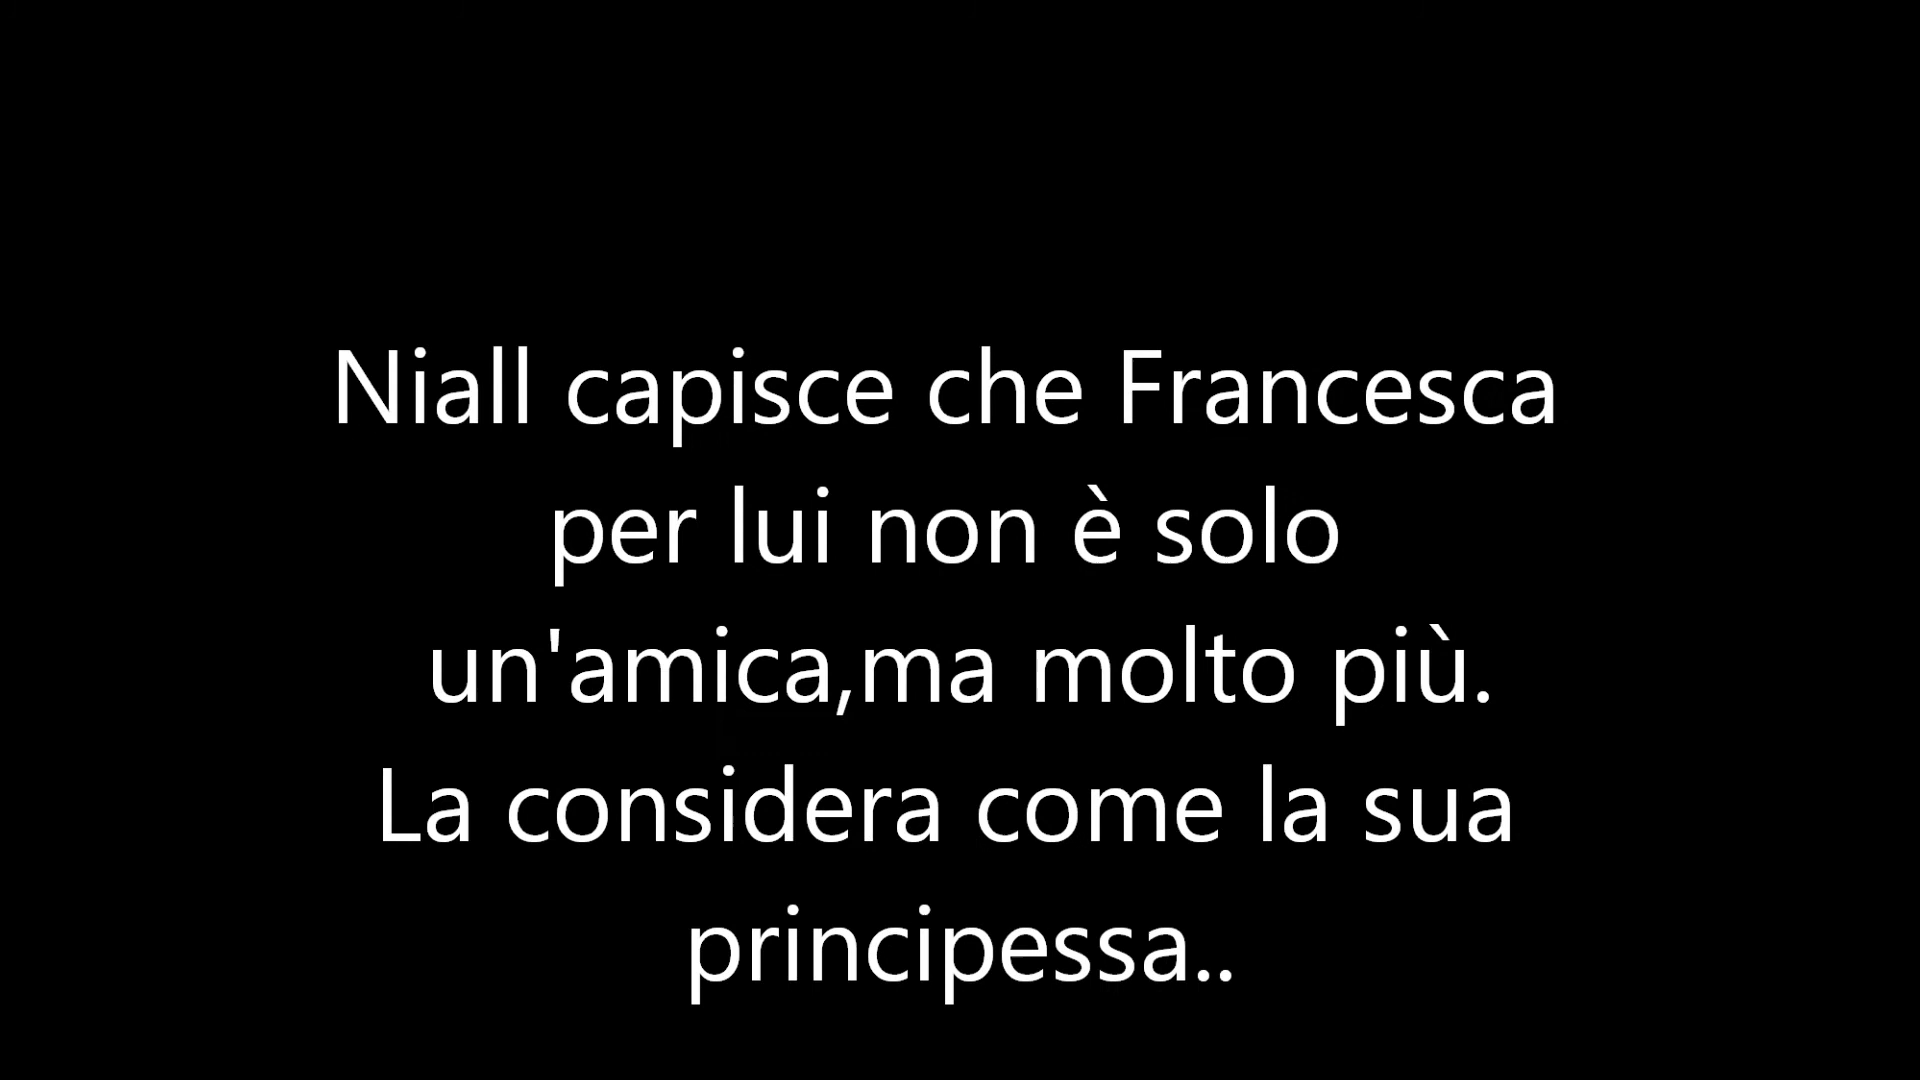 Niall capisce che Francesca
per lui non è solo
un'amica,ma molto più.
La considera come la sua
principessa..